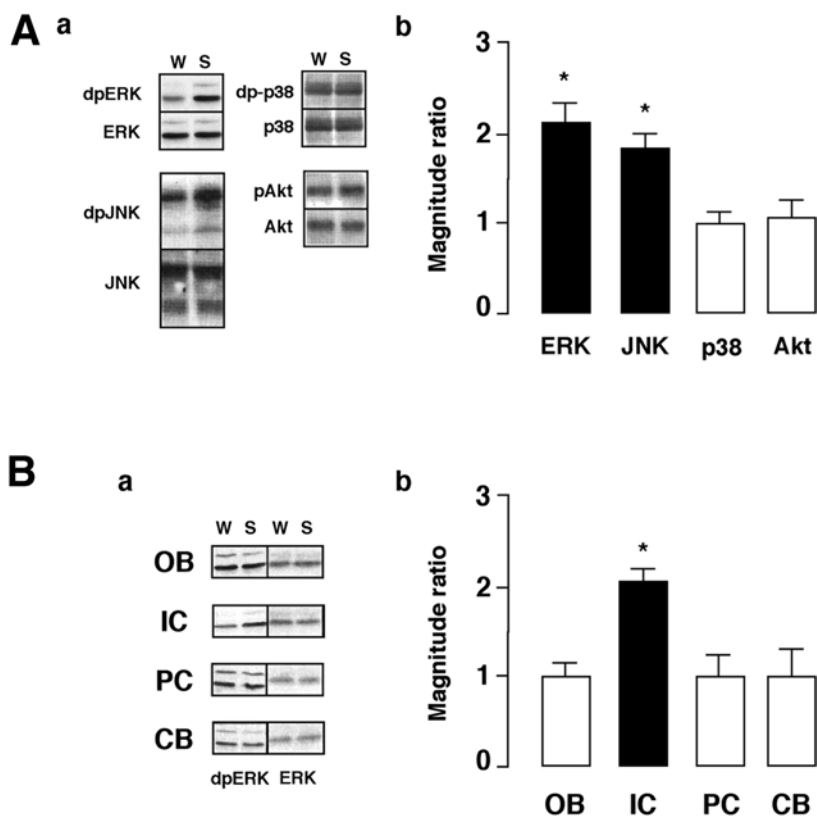 A
a
W S
dpERK
ERK
dpJNK
JNK
W S
dp-p38
p38
pAkt
Akt
b
Magnitude ratio
3
2
1
0
*
*
ERK JNK p38 Akt
B
a
W S W S
OB
IC
PC
CB
dpERK ERK
b
Magnitude ratio
3
2
1
0
*
OB IC PC CB